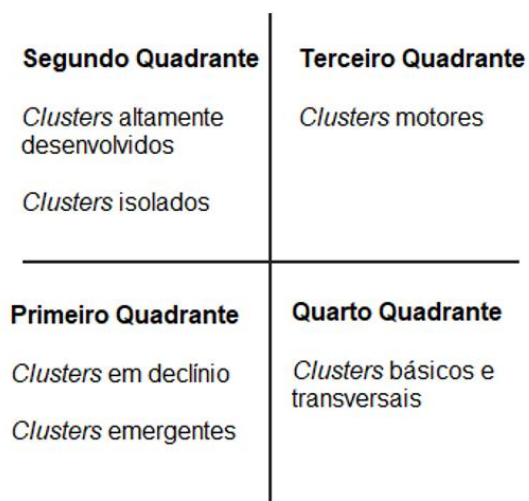 Segundo Quadrante
Clusters altamente
desenvolvidos
Clusters isolados
Terceiro Quadrante
Clusters motores
Primeiro Quadrante
Clusters em declínio
Clusters emergentes
Quarto Quadrante
Clusters básicos e
transversais